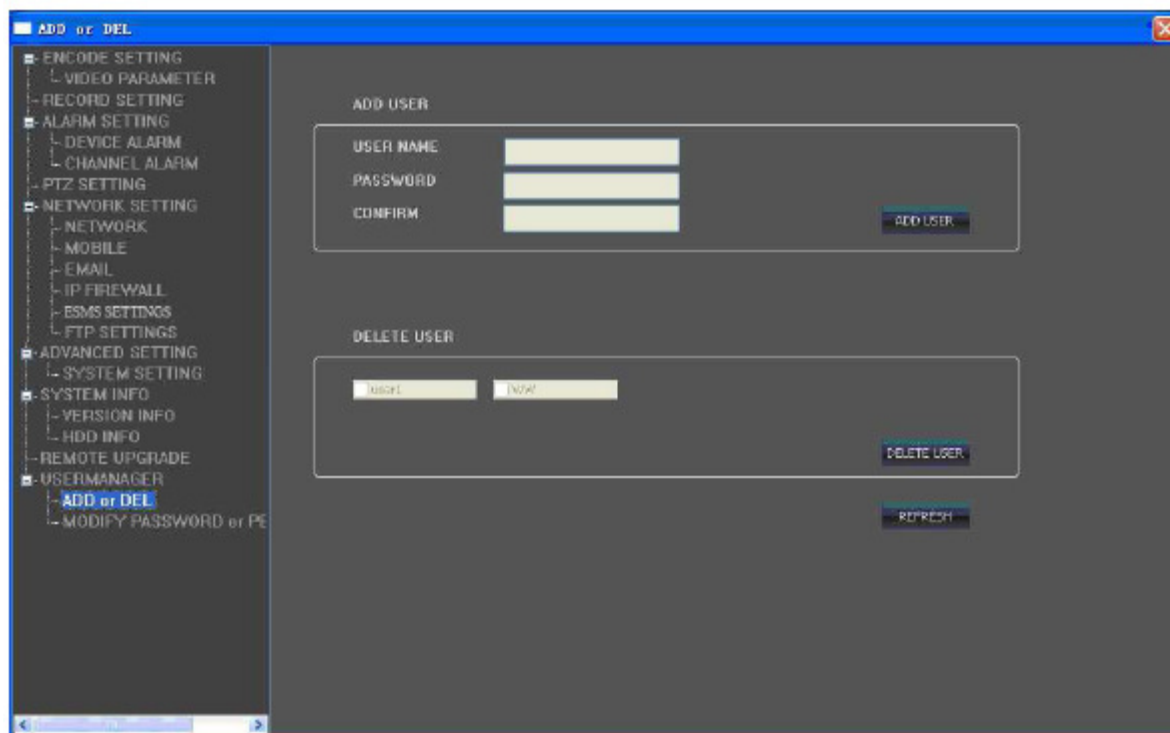 ADD or DEL
ENCODE SETTING
VIDEO PARAMETER
RECORD SETTING
ALARM SETTING
DEVICE ALARM
CHANNEL ALARM
PTZ SETTING
NETWORK SETTING
NETWORK
MOBILE
EMAIL
IP FIREWALL
ESMS SETTINGS
FTP SETTINGS
ADVANCED SETTING
SYSTEM SETTING
SYSTEM INFO
VERSION INFO
HDD INFO
REMOTE UPGRADE
USERMANAGER
ADD or DEL
MODIFY PASSWORD or PE
ADD USER
USER NAME
PASSWORD
CONFIRM
ADD USER
DELETE USER
DELETE USER
REFRESH